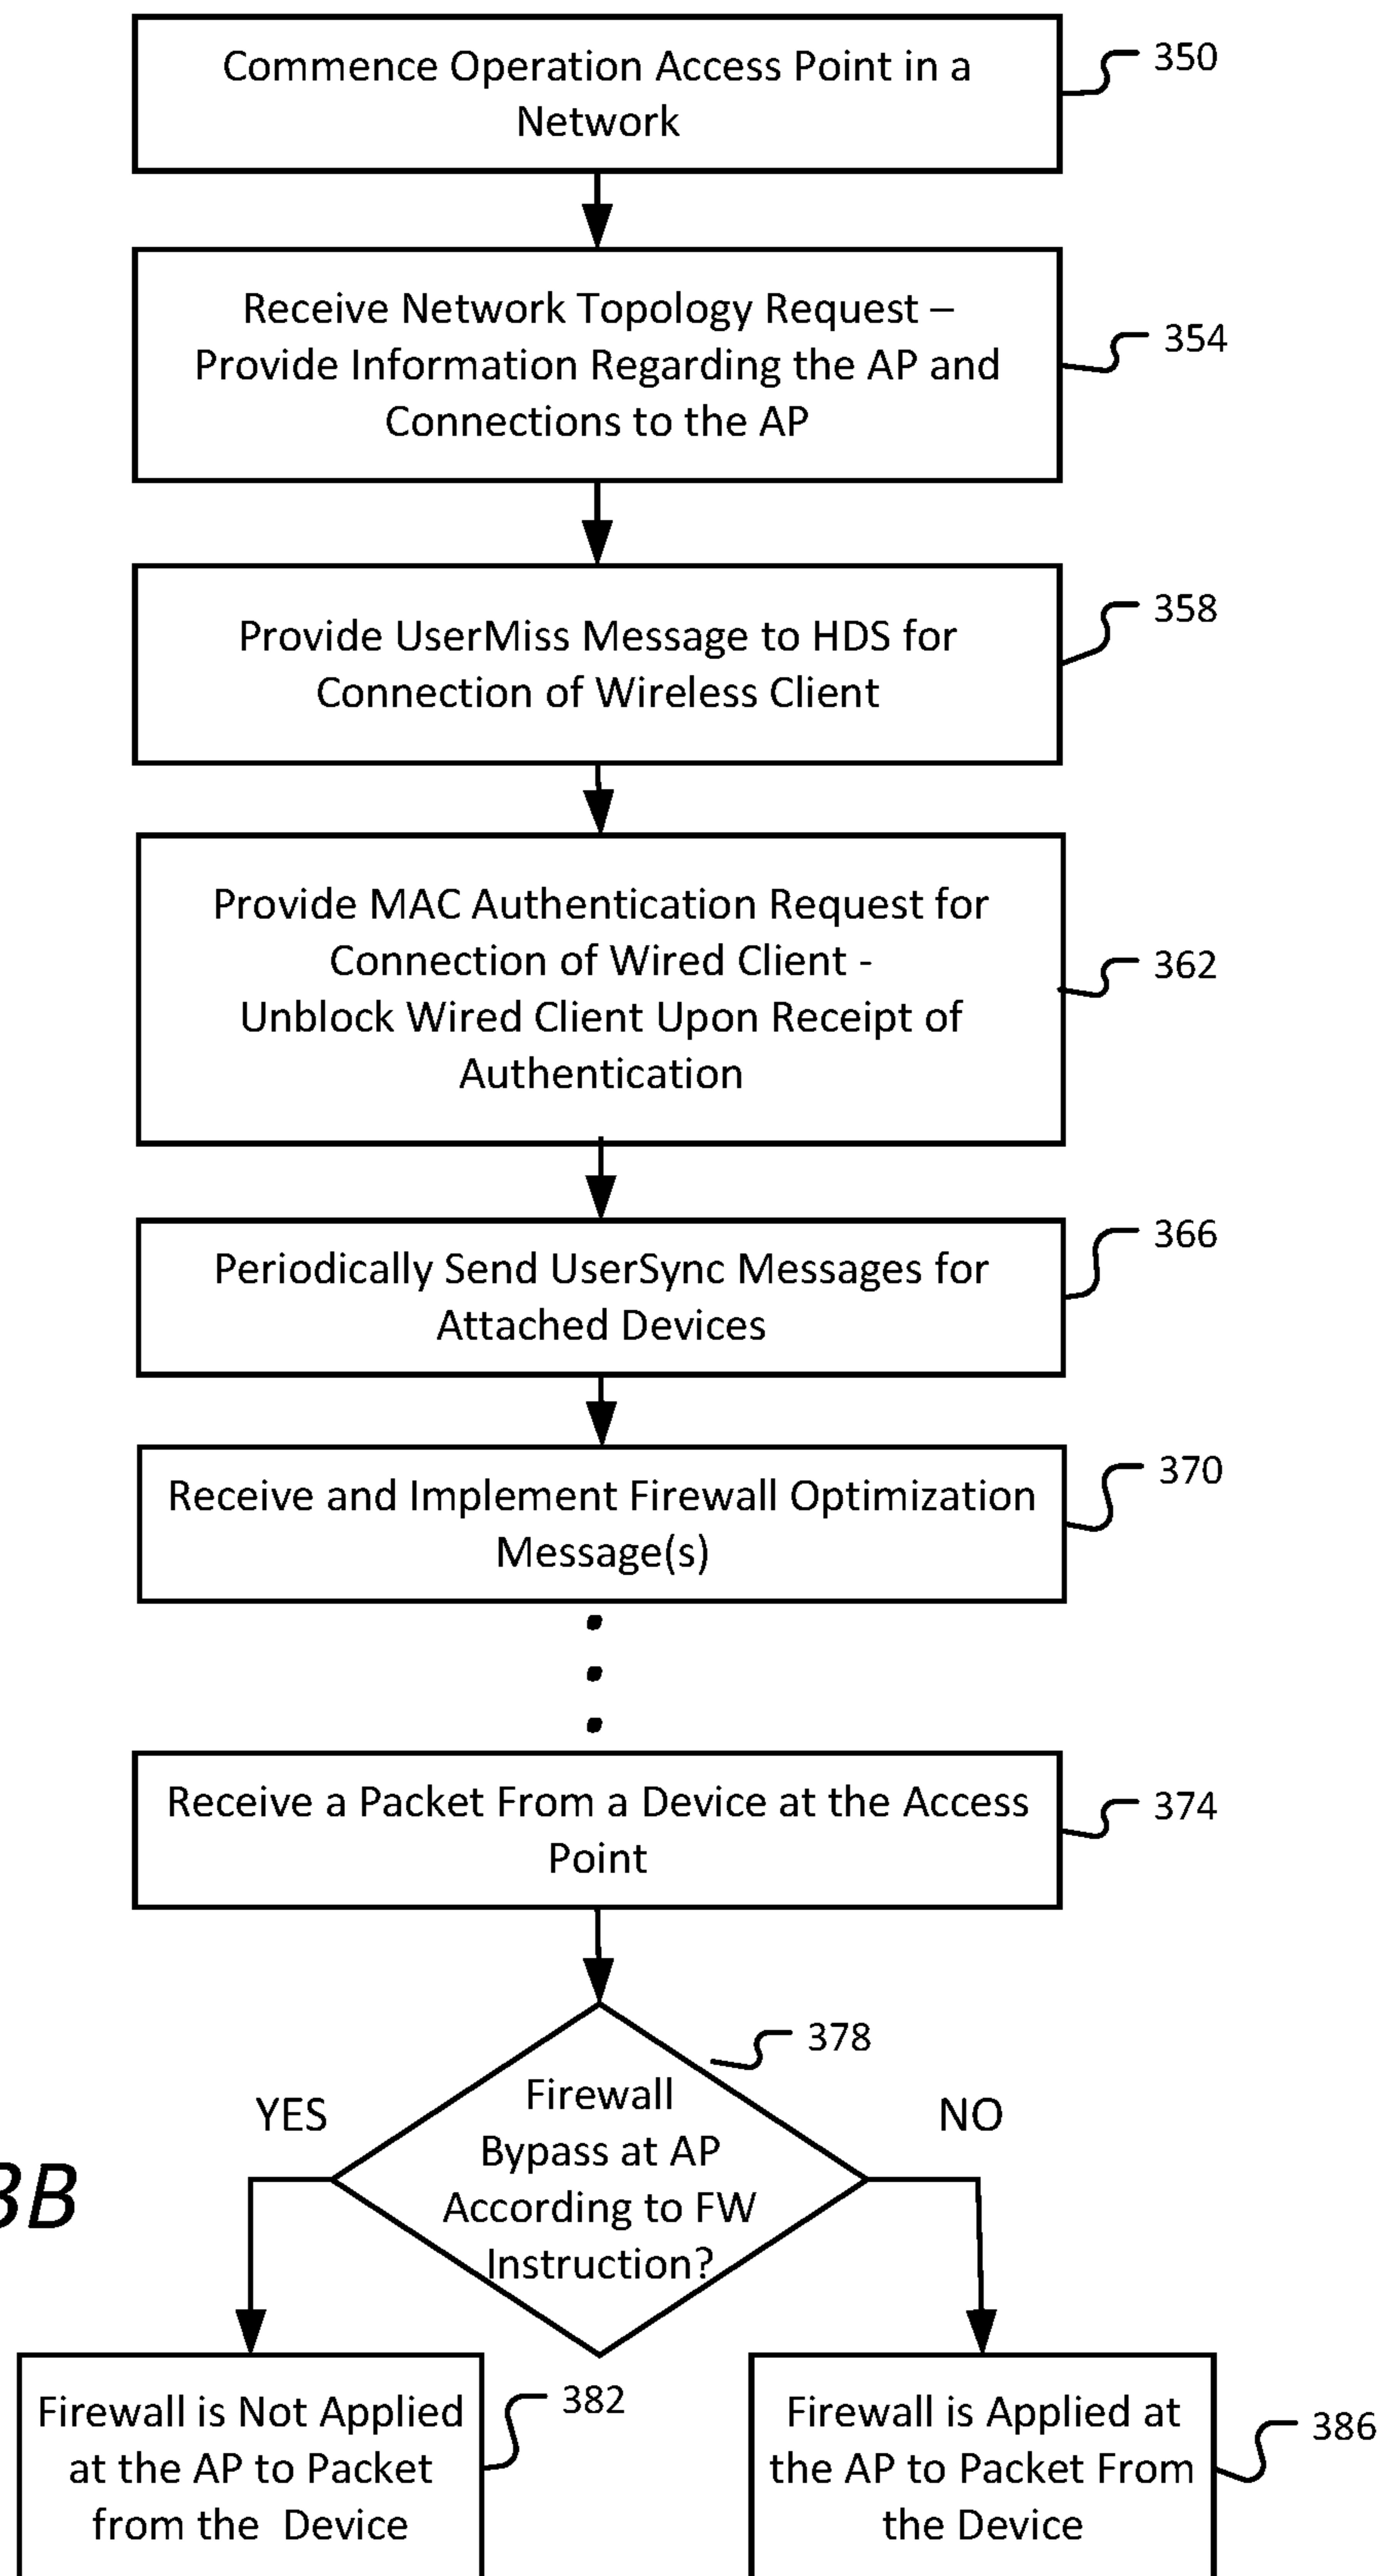 Commence Operation Access Point in a
Network
350
Receive Network Topology Request –
Provide Information Regarding the AP and
Connections to the AP
354
Provide UserMiss Message to HDS for
Connection of Wireless Client
358
Provide MAC Authentication Request for
Connection of Wired Client -
Unblock Wired Client Upon Receipt of
Authentication
362
Periodically Send UserSync Messages for
Attached Devices
366
Receive and Implement Firewall Optimization
Message(s)
370
Receive a Packet From a Device at the Access
Point
374
378
Firewall
Bypass at AP
According to FW
Instruction?
YES
NO
3B
Firewall is Not Applied
at the AP to Packet
from the Device
382
Firewall is Applied at
the AP to Packet From
the Device
386